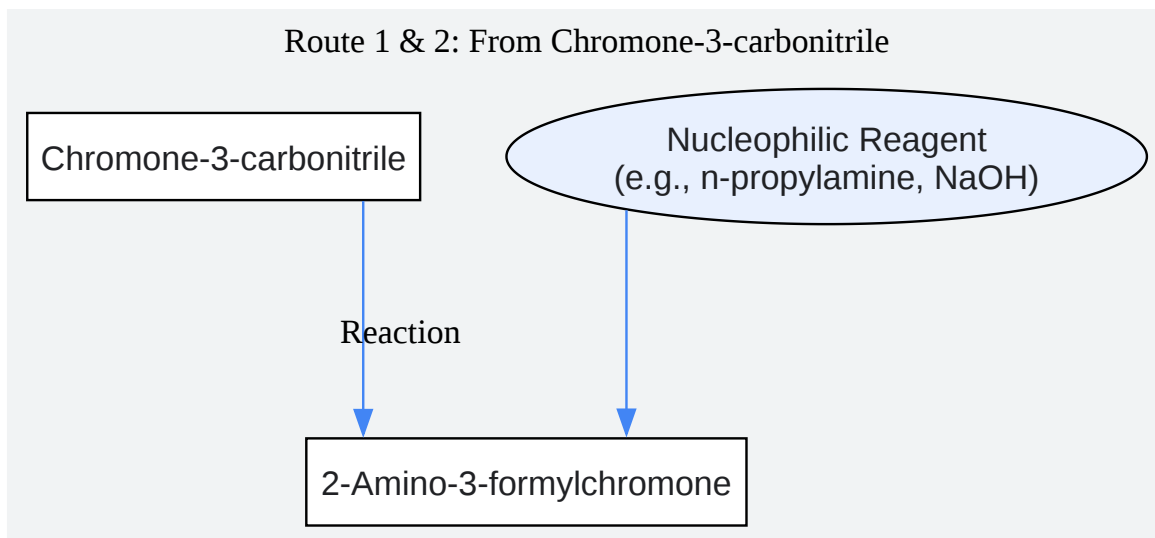 Route 1 & 2: From Chromone-3-carbonitrile
Chromone-3-carbonitrile
Nucleophilic Reagent
(e.g., n-propylamine, NaOH)
Reaction
2-Amino-3-formylchromone